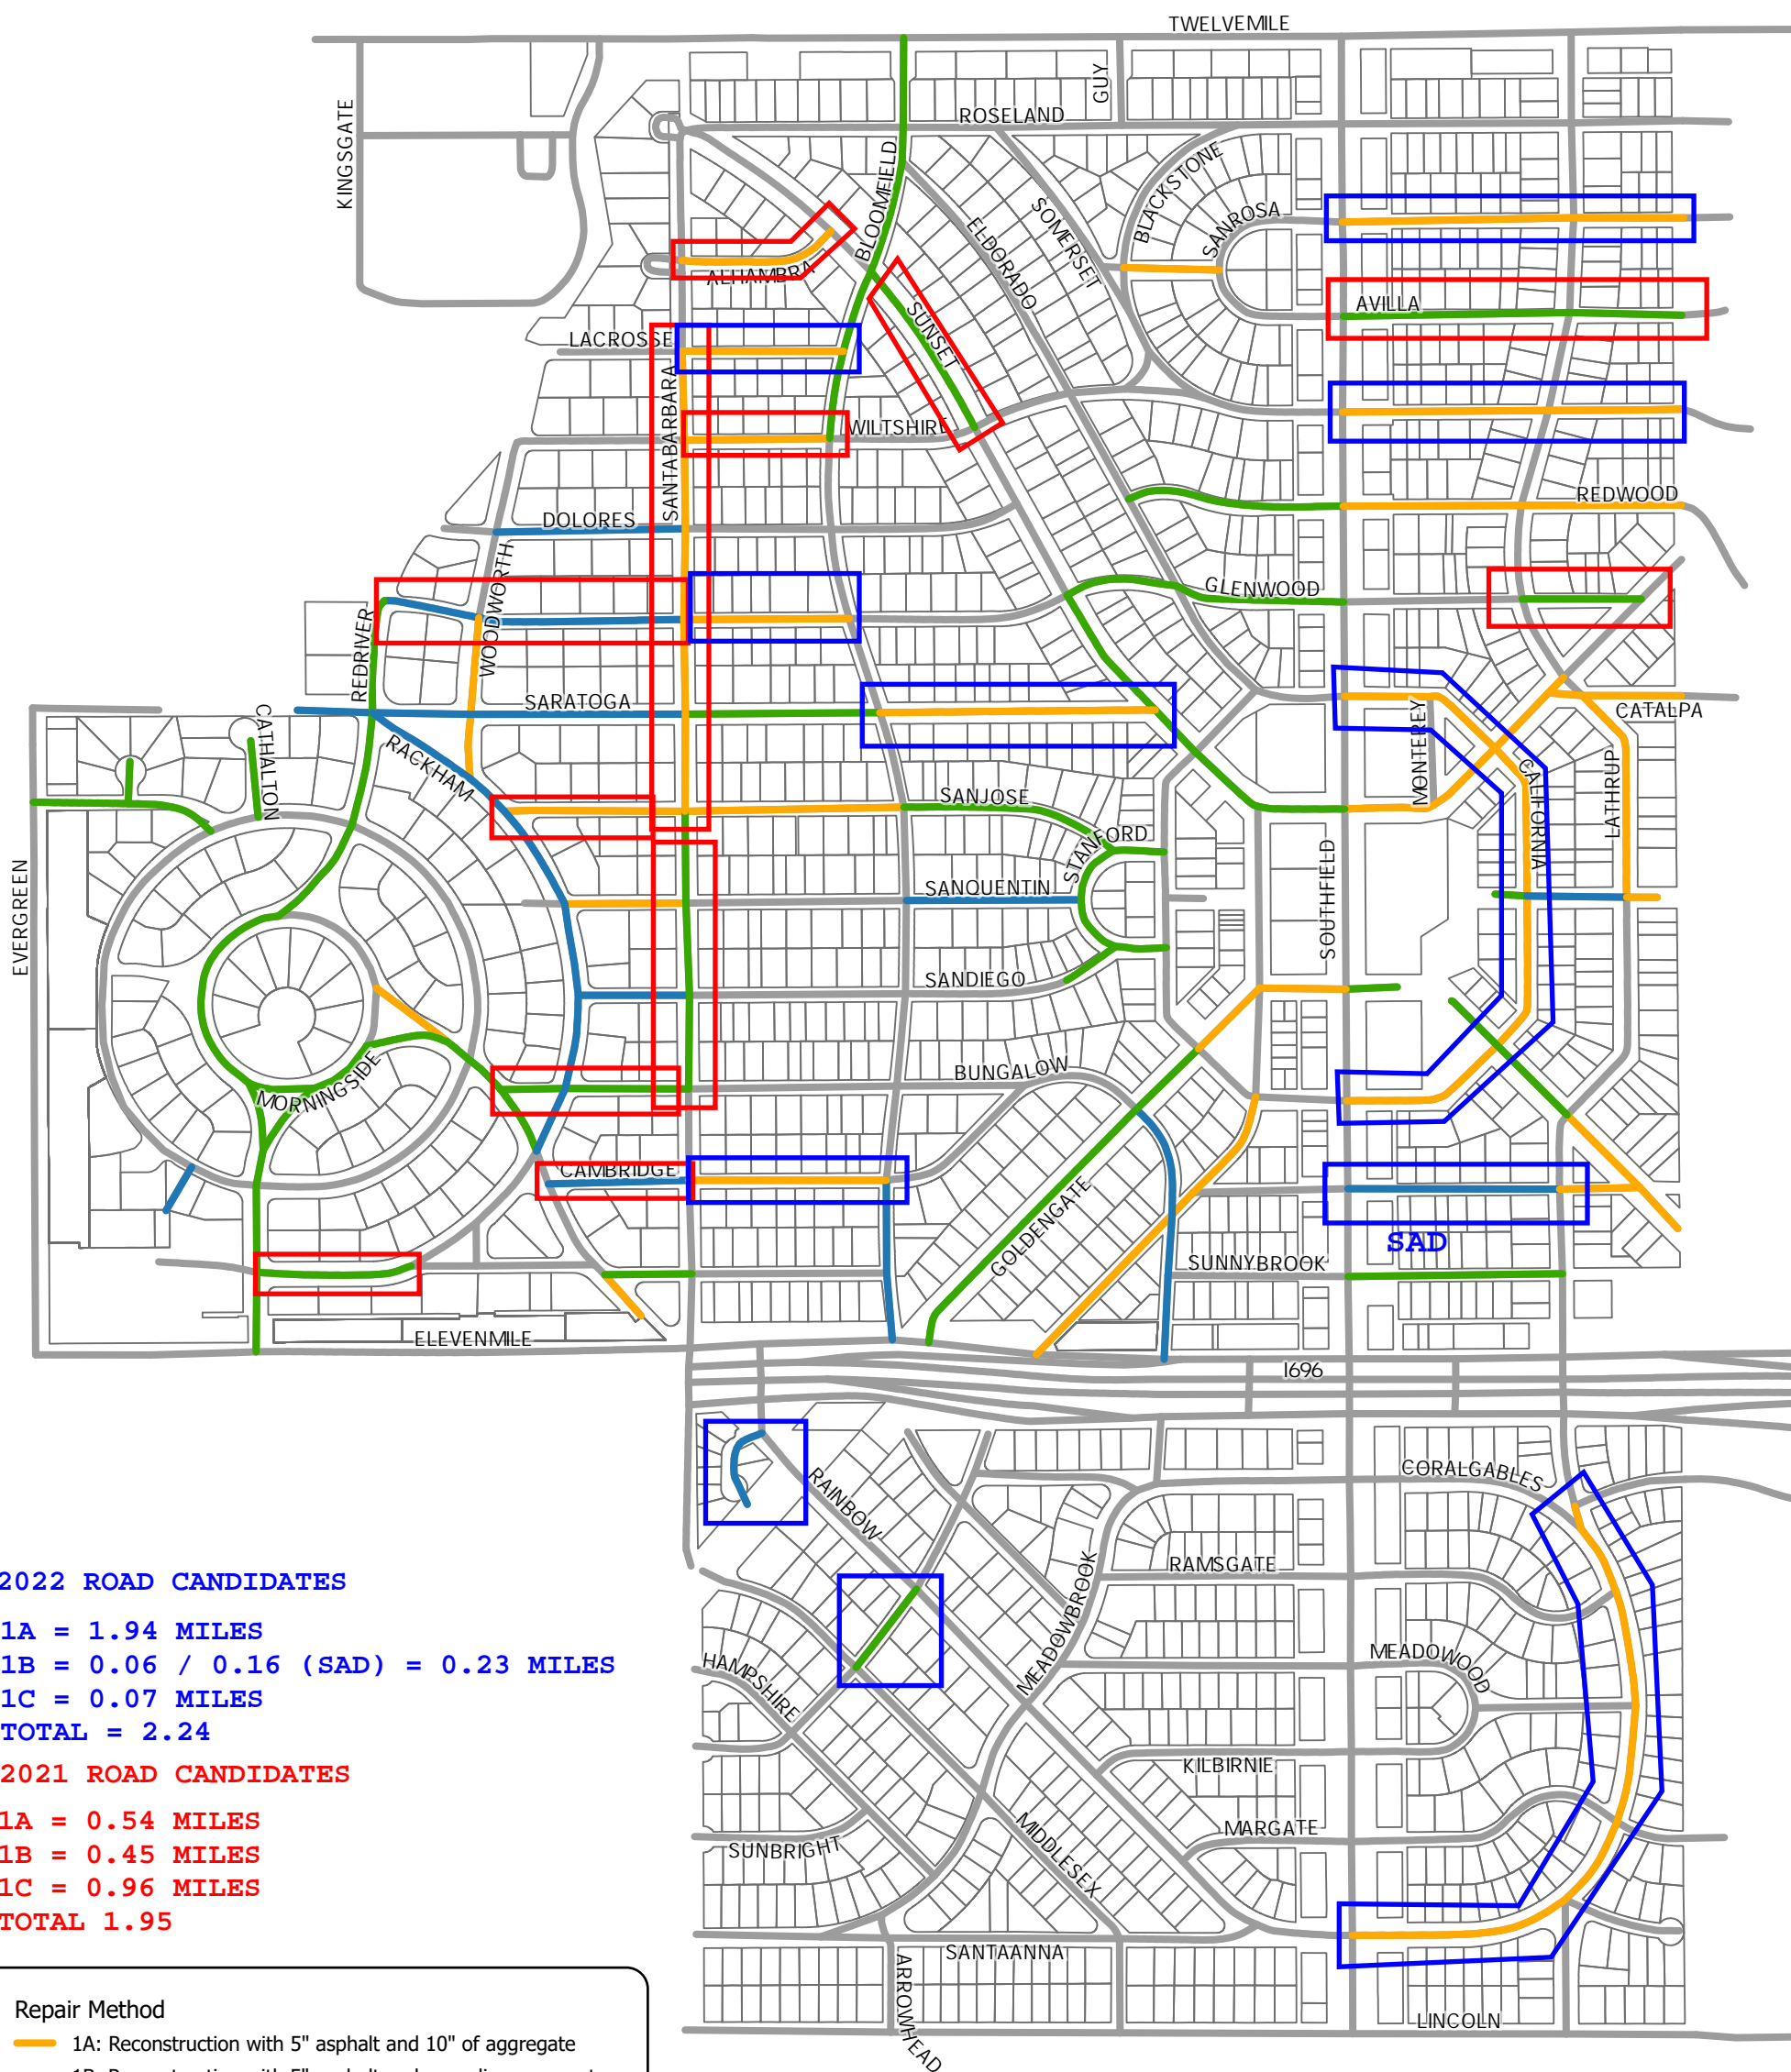 TWELVEMILE
KINGSGATE
GUY
ROSELAND
BLOOMFIELD
BLACKSTONE
SANROSA
SOMERSET
ELDORADO
ALHAMBRA
SUNSET
AVILLA
LACROSSE
SANTABARBARA
WILTSHIRE
REDWOOD
DOLORES
WOODWORTH
GLENWOOD
REDRIVER
SARATOGA
CATHALTON
RACKHAM
MONTEREY
CATALPA
CALIFORNIA
LATHRUP
SANJOSE
STANFORD
SOUTHFIELD
EVERGREEN
SANQUENTIN
SANDIEGO
MORNINGSIDE
BUNGALOW
CAMBRIDGE
GOLDENGATE
SAD
SUNNYBROOK
ELEVENMILE
I696
RAINBOW
CORALGABLES
MEADOWBROOK
RAMSGATE
HAMPSHIRE
MEADOWOOD
KILBIRNIE
MARGATE
SUNBRIGHT
MIDDLESEX
SANTAANNA
ARROWHEAD
LINCOLN
2022 ROAD CANDIDATES
1A = 1.94 MILES
1B = 0.06 / 0.16 (SAD) = 0.23 MILES
1C = 0.07 MILES
TOTAL = 2.24
2021 ROAD CANDIDATES
1A = 0.54 MILES
1B = 0.45 MILES
1C = 0.96 MILES
TOTAL 1.95
Repair Method
1A: Reconstruction with 5" asphalt and 10" of aggregate